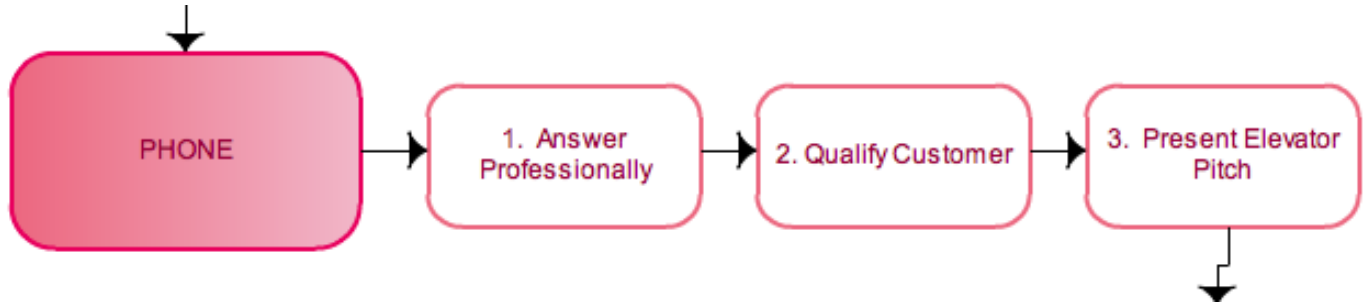 PHONE
1. Answer
Professionally
2. Qualify Customer
3. Present Elevator
Pitch